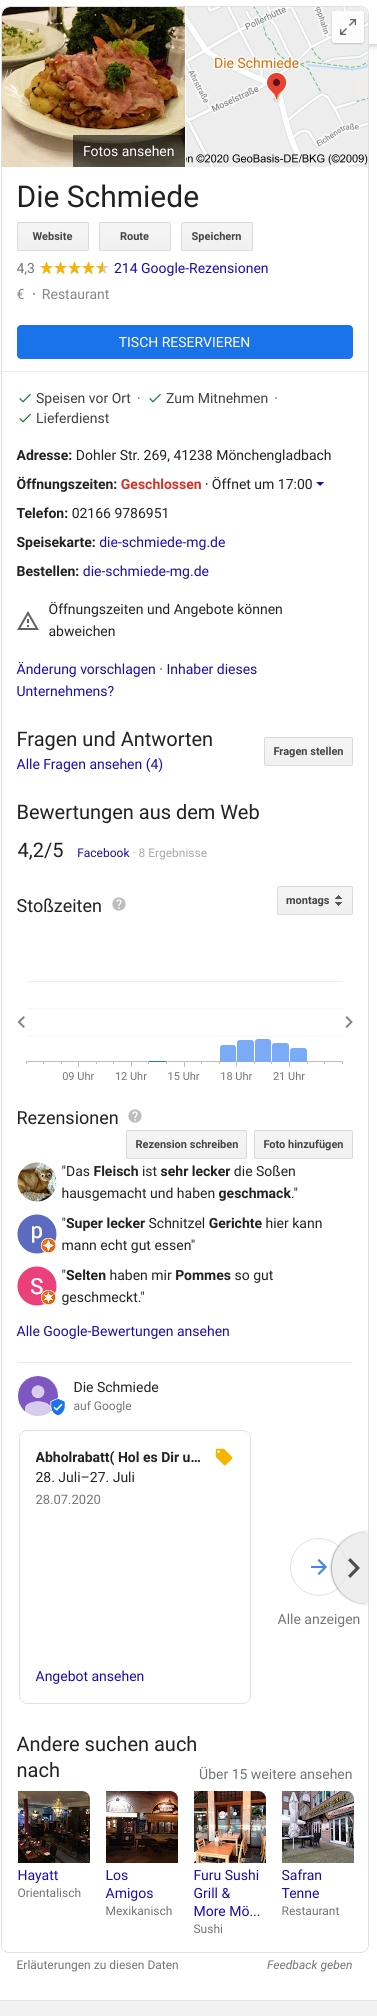 Pollerhütte
Die Schmiede
Ahrstraße
Moselstraße
Eichenstraße
Fotos ansehen
n ©2020 GeoBasis-DE/BKG (©2009)
Die Schmiede
Website
Route
Speichern
4,3 214 Google-Rezensionen
€ · Restaurant
TISCH RESERVIEREN
Speisen vor Ort · Zum Mitnehmen ·
Lieferdienst
Adresse: Dohler Str. 269, 41238 Mönchengladbach
Öffnungszeiten: Geschlossen · Öffnet um 17:00
Telefon: 02166 9786951
Speisekarte: die-schmiede-mg.de
Bestellen: die-schmiede-mg.de
Öffnungszeiten und Angebote können
abweichen
Änderung vorschlagen · Inhaber dieses
Unternehmens?
Fragen und Antworten
Fragen stellen
Alle Fragen ansehen (4)
Bewertungen aus dem Web
4,2/5 Facebook · 8 Ergebnisse
Stoßzeiten ?
montags
09 Uhr 12 Uhr 15 Uhr 18 Uhr 21 Uhr
Rezensionen ?
Rezension schreiben
Foto hinzufügen
"Das Fleisch ist sehr lecker die Soßen
hausgemacht und haben geschmack."
p
"Super lecker Schnitzel Gerichte hier kann
mann echt gut essen"
S
"Selten haben mir Pommes so gut
geschmeckt."
Alle Google-Bewertungen ansehen
Die Schmiede
auf Google
Abholrabatt( Hol es Dir u...
28. Juli–27. Juli
28.07.2020
Alle anzeigen
Angebot ansehen
Andere suchen auch
nach
Über 15 weitere ansehen
Hayatt
Orientalisch
Los
Amigos
Mexikanisch
Furu Sushi
Grill &
More Mö...
Sushi
Safran
Tenne
Restaurant
Erläuterungen zu diesen Daten
Feedback geben